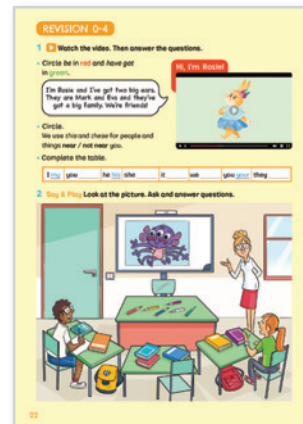 REVISION 0-4
1 Watch the video. Then answer the questions.
• Circle be in red and have got
in green.
Hi, I'm Rosie!
I'm Rosie and I've got two big ears.
They are Mark and Eva and they've
got a big family. We're friends!
• Circle.
We use this and these for people and
things near / not near you.
• Complete the table.
I my you he his she it we you your they
2 Say & Play Look at the picture. Ask and answer questions.
22